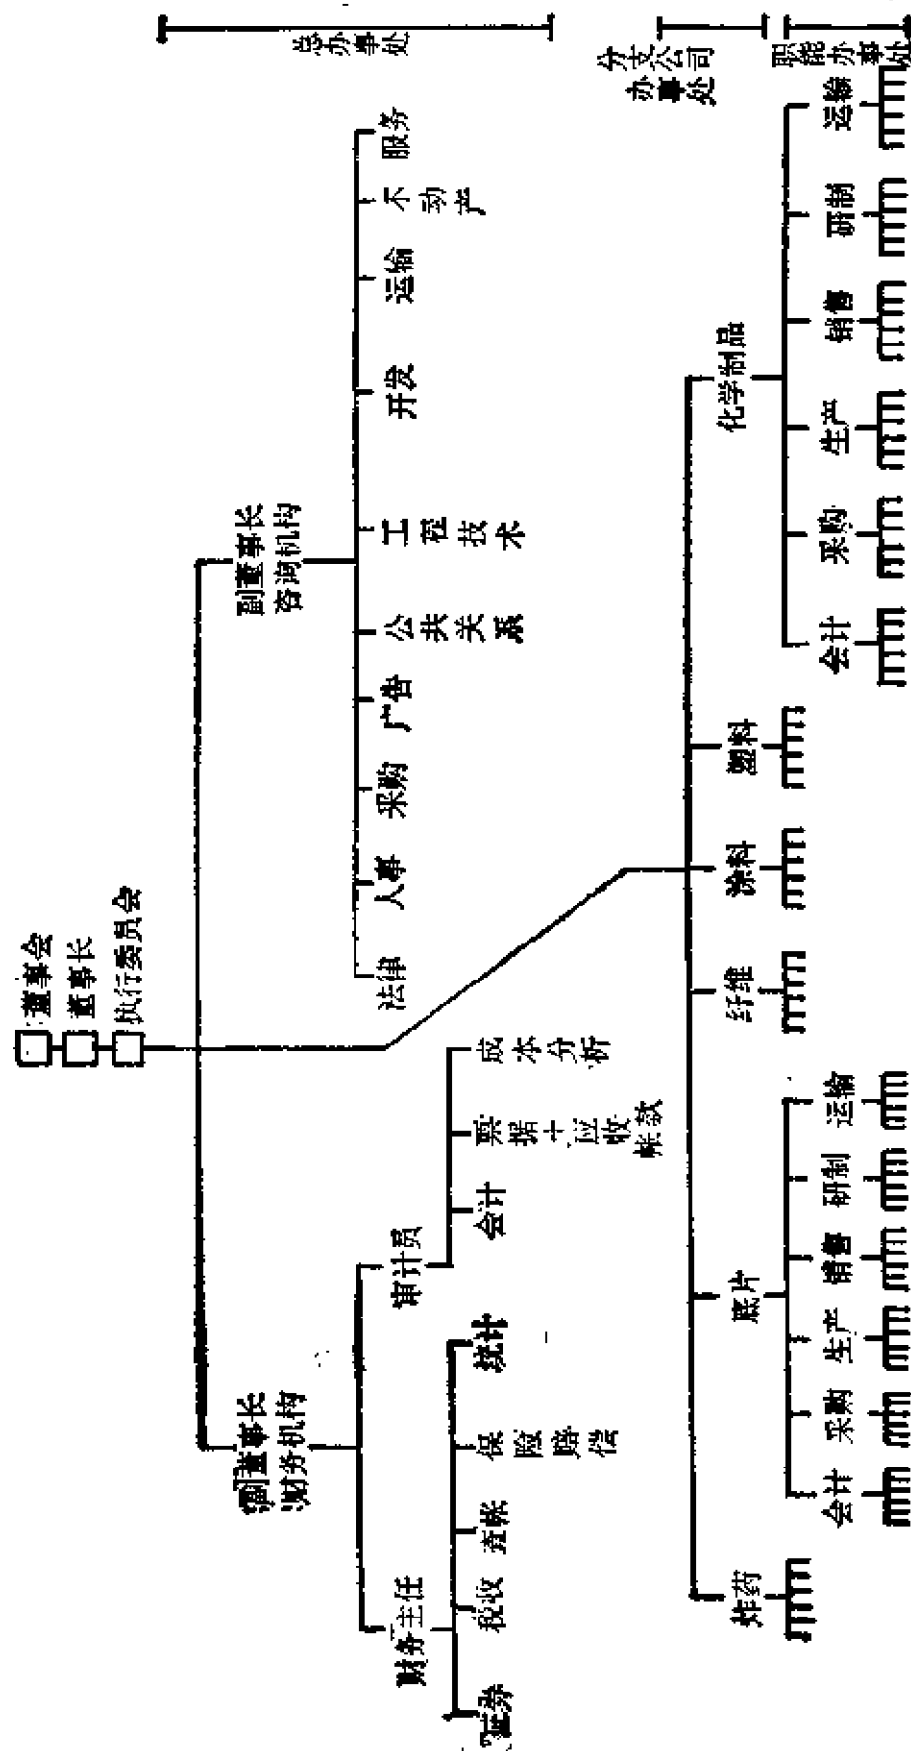 董事会
董事长
执行委员会
总办事处
副董事长
财务机构
副董事长
咨询机构
财务主任
审计员
证券
税收
查帐
保险赔偿
统计
会计
票据+应收
帐款
成本分析
法律
人事
采购
广告
公共关系
工程技术
开发
运输
不动产
服务
分支公司
办事处
炸药
底片
纤维
涂料
塑料
化学制品
职能办事处
会计
采购
生产
销售
研制
运输
会计
采购
生产
销售
研制
运输